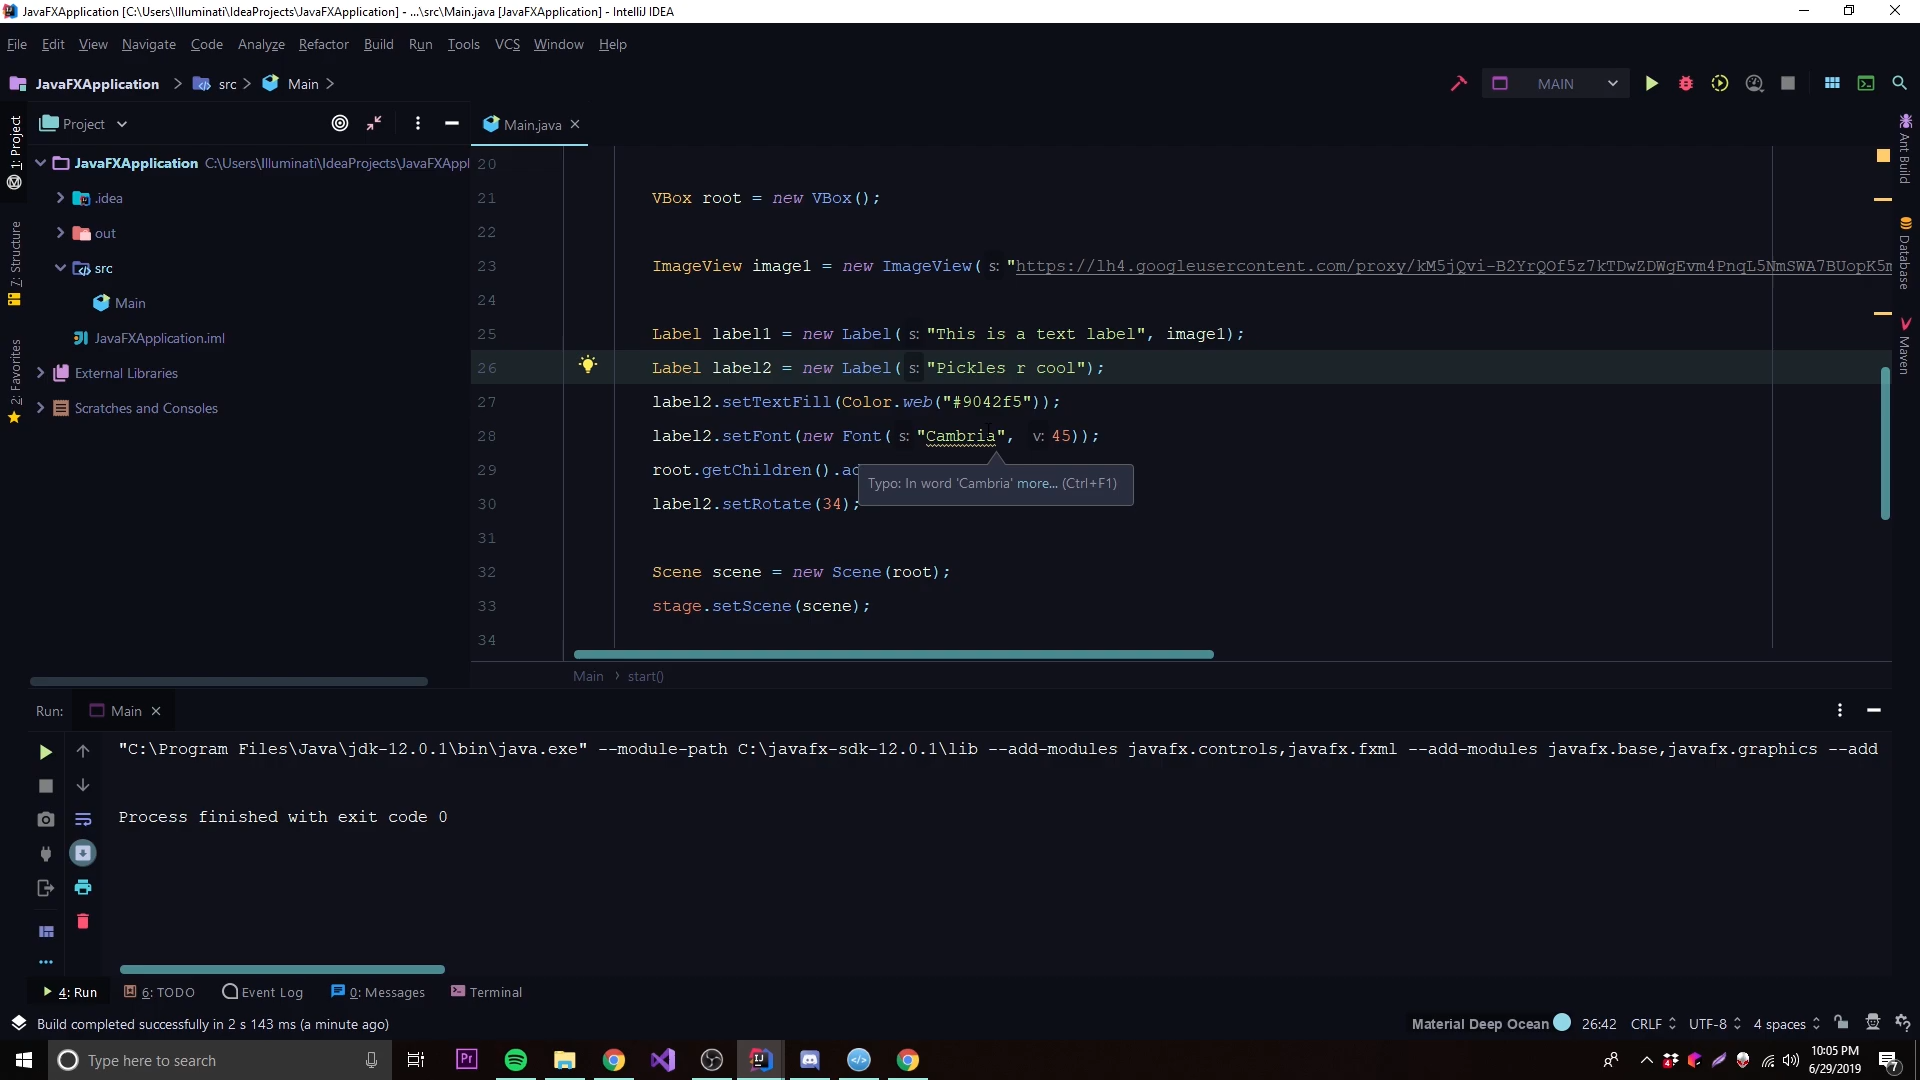 JavaFXApplication [C:\Users\Illuminati\IdeaProjects\JavaFXApplication] - ...\src\Main.java [JavaFXApplication] - IntelliJ IDEA
File Edit View Navigate Code Analyze Refactor Build Run Tools VCS Window Help
JavaFXApplication src Main MAIN
Project
Main.java
1: Project
7: Structure
2: Favorites
JavaFXApplication C:\Users\Illuminati\IdeaProjects\JavaFXAppl
.idea
out
src
Main
JavaFXApplication.iml
External Libraries
Scratches and Consoles
20
21 VBox root = new VBox();
22
23 ImageView image1 = new ImageView( s: "https://lh4.googleusercontent.com/proxy/kM5jQvi-B2YrQOf5z7kTDwZDWgEvm4PnqL5NmSWA7BUopK5m
24
25 Label label1 = new Label( s: "This is a text label", image1);
26 Label label2 = new Label( s: "Pickles r cool");
27 label2.setTextFill(Color.web("#9042f5"));
28 label2.setFont(new Font( s: "Cambria", v: 45));
29 root.getChildren().ad
Typo: In word 'Cambria' more... (Ctrl+F1)
30 label2.setRotate(34);
31
32 Scene scene = new Scene(root);
33 stage.setScene(scene);
34
Main › start()
Ant Build
Database
Maven
Run: Main
"C:\Program Files\Java\jdk-12.0.1\bin\java.exe" --module-path C:\javafx-sdk-12.0.1\lib --add-modules javafx.controls,javafx.fxml --add-modules javafx.base,javafx.graphics --add
Process finished with exit code 0
4: Run 6: TODO Event Log 0: Messages Terminal
Build completed successfully in 2 s 143 ms (a minute ago)
Material Deep Ocean 26:42 CRLF UTF-8 4 spaces
Type here to search
Pr
10:05 PM
6/29/2019
7